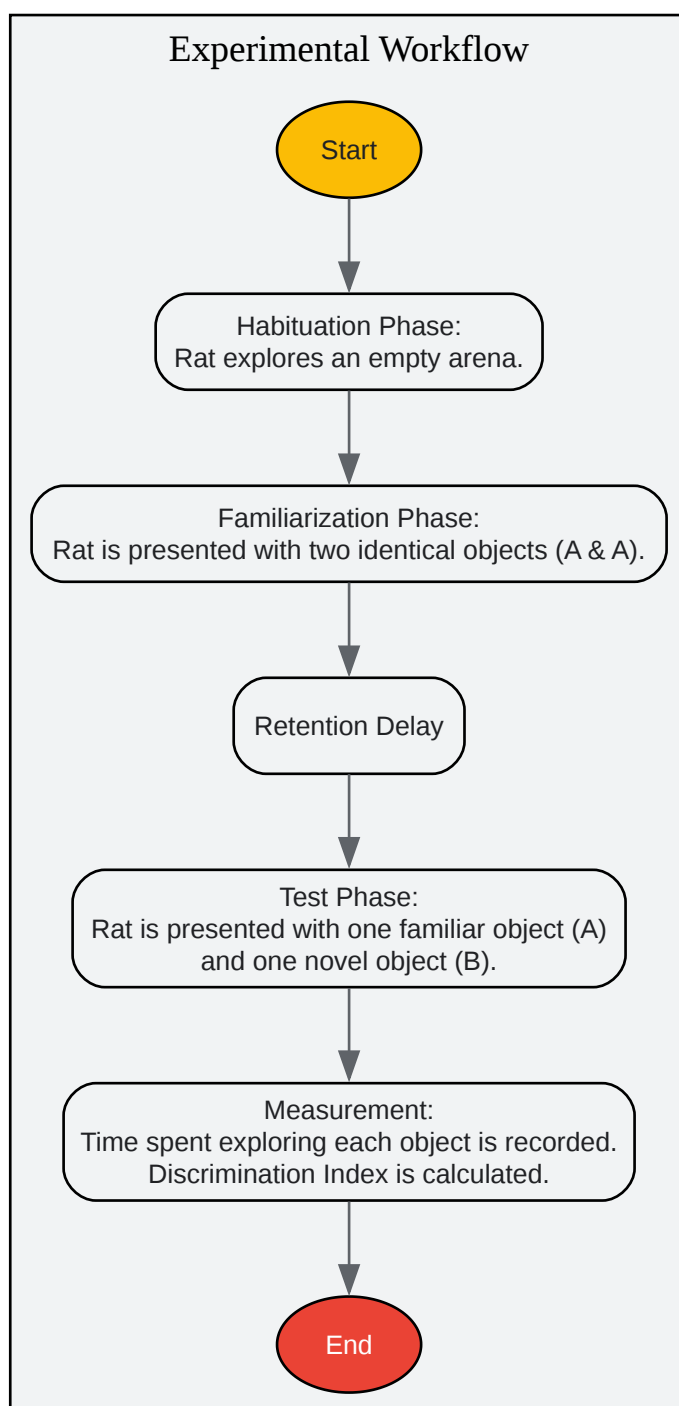 Experimental Workflow
Start
Habituation Phase:
Rat explores an empty arena.
Familiarization Phase:
Rat is presented with two identical objects (A & A).
Retention Delay
Test Phase:
Rat is presented with one familiar object (A)
and one novel object (B).
Measurement:
Time spent exploring each object is recorded.
Discrimination Index is calculated.
End